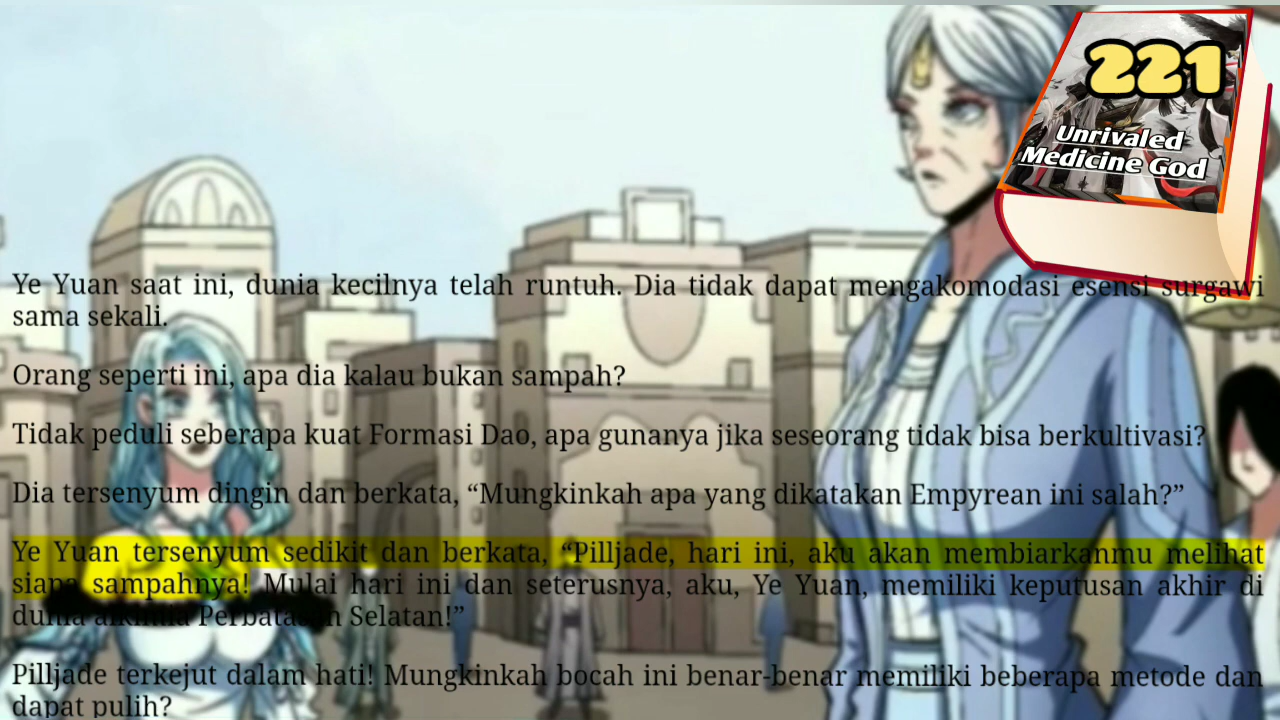 221
Unrivaled
Medicine God
Ye Yuan saat ini, dunia kecilnya telah runtuh. Dia tidak dapat mengakomodasi esensi surgawi
sama sekali.
Orang seperti ini, apa dia kalau bukan sampah?
Tidak peduli seberapa kuat Formasi Dao, apa gunanya jika seseorang tidak bisa berkultivasi?
Dia tersenyum dingin dan berkata, “Mungkinkah apa yang dikatakan Empyrean ini salah?”
Ye Yuan tersenyum sedikit dan berkata, “Pilljade, hari ini, aku akan membiarkanmu melihat
siapa sampahnya! Mulai hari ini dan seterusnya, aku, Ye Yuan, memiliki keputusan akhir di
dunia alkimia Perbatasan Selatan!”
Pilljade terkejut dalam hati! Mungkinkah bocah ini benar-benar memiliki beberapa metode dan
dapat pulih?